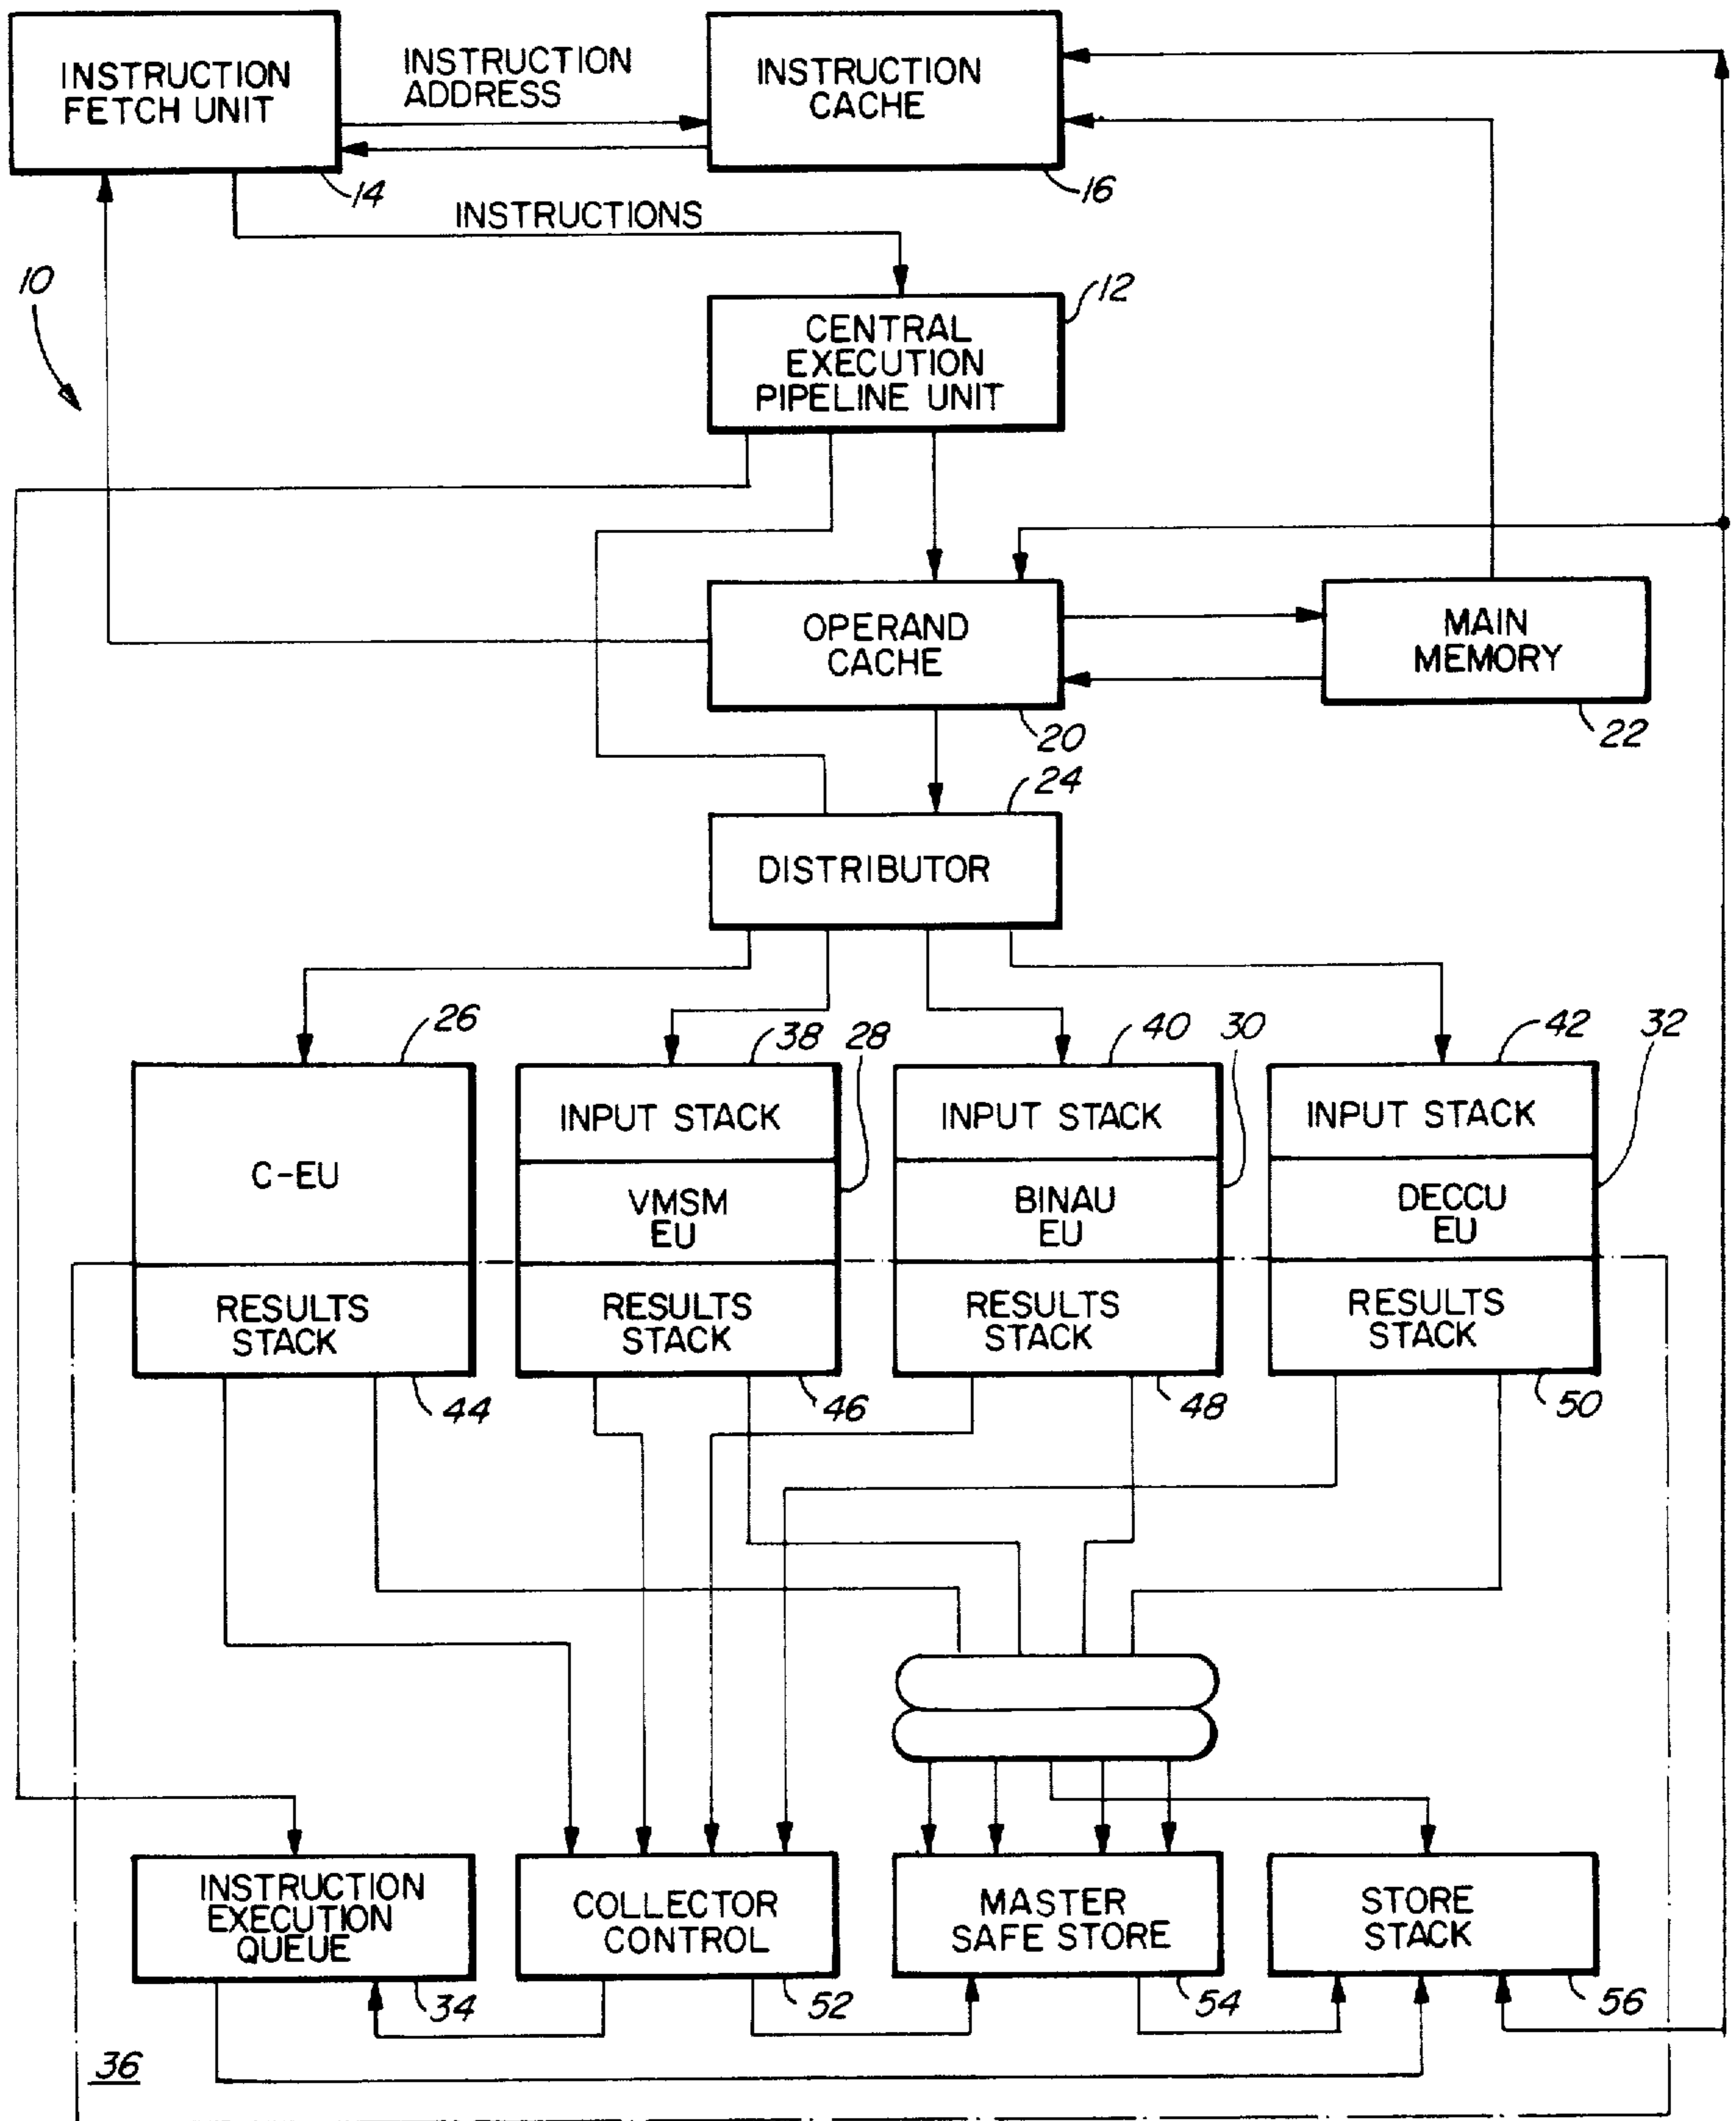 INSTRUCTION
FETCH UNIT
INSTRUCTION
ADDRESS
INSTRUCTION
CACHE
14
16
INSTRUCTIONS
10
12
CENTRAL
EXECUTION
PIPELINE UNIT
OPERAND
CACHE
MAIN
MEMORY
20
22
24
DISTRIBUTOR
26
38
28
40
30
42
32
C-EU
INPUT STACK
INPUT STACK
INPUT STACK
VMSM
EU
BINAU
EU
DECCU
EU
RESULTS
STACK
RESULTS
STACK
RESULTS
STACK
RESULTS
STACK
44
46
48
50
INSTRUCTION
EXECUTION
QUEUE
COLLECTOR
CONTROL
MASTER
SAFE STORE
STORE
STACK
34
52
54
56
36